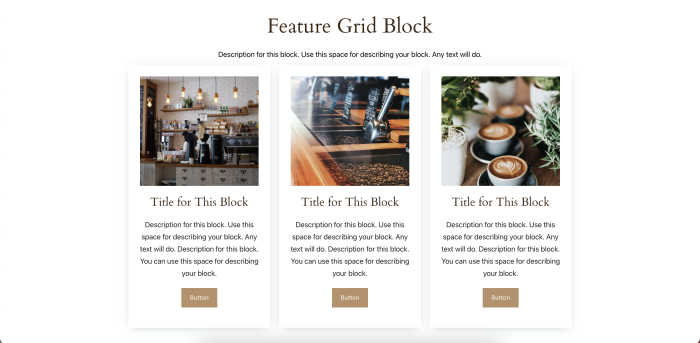 Feature Grid Block
Description for this block. Use this space for describing your block. Any text will do.
Title for This Block
Description for this block. Use this
space for describing your block. Any
text will do. Description for this block.
You can use this space for describing
your block.
Button
Title for This Block
Description for this block. Use this
space for describing your block. Any
text will do. Description for this block.
You can use this space for describing
your block.
Button
Title for This Block
Description for this block. Use this
space for describing your block. Any
text will do. Description for this block.
You can use this space for describing
your block.
Button